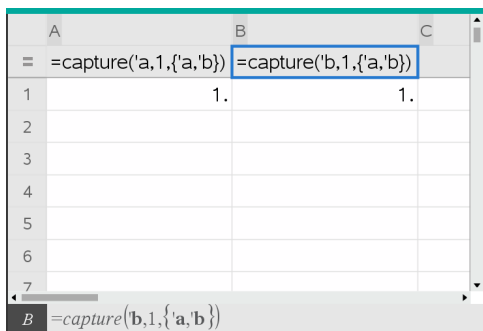 A B C
= =capture('a,1,{'a,'b}) =capture('b,1,{'a,'b})
1 1. 1.
2
3
4
5
6
7
B =capture('b,1,{'a,'b})